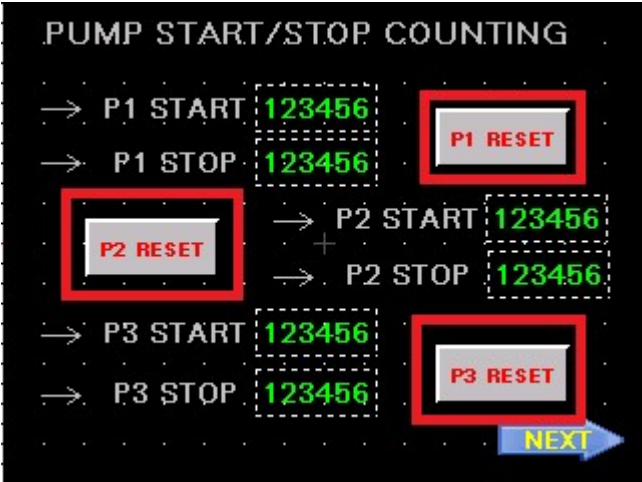 PUMP START/STOP COUNTING
P1 START 123456
P1 RESET
P1 STOP 123456
P2 START 123456
P2 RESET
P2 STOP 123456
P3 START 123456
P3 RESET
P3 STOP 123456
NEXT